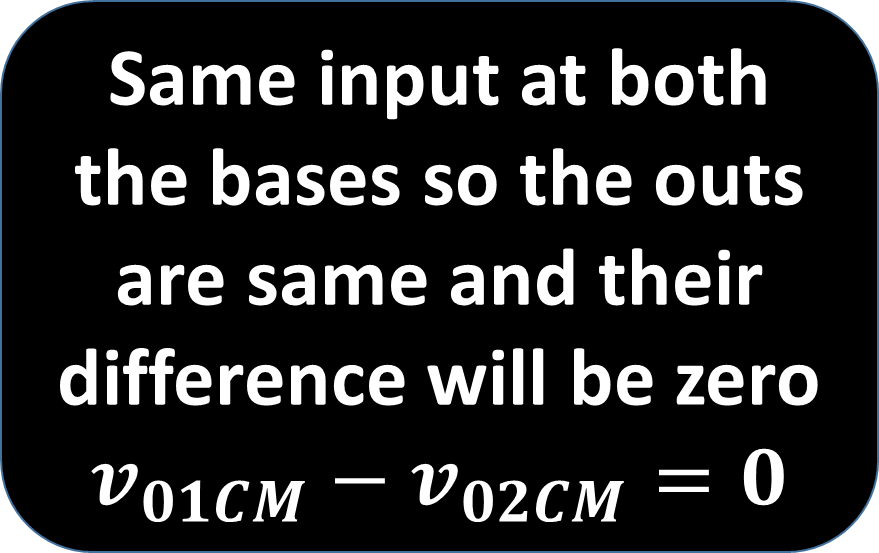 Same input at both
the bases so the outs
are same and their
difference will be zero
𝒗₀₁CM − 𝒗₀₂CM = 𝟎